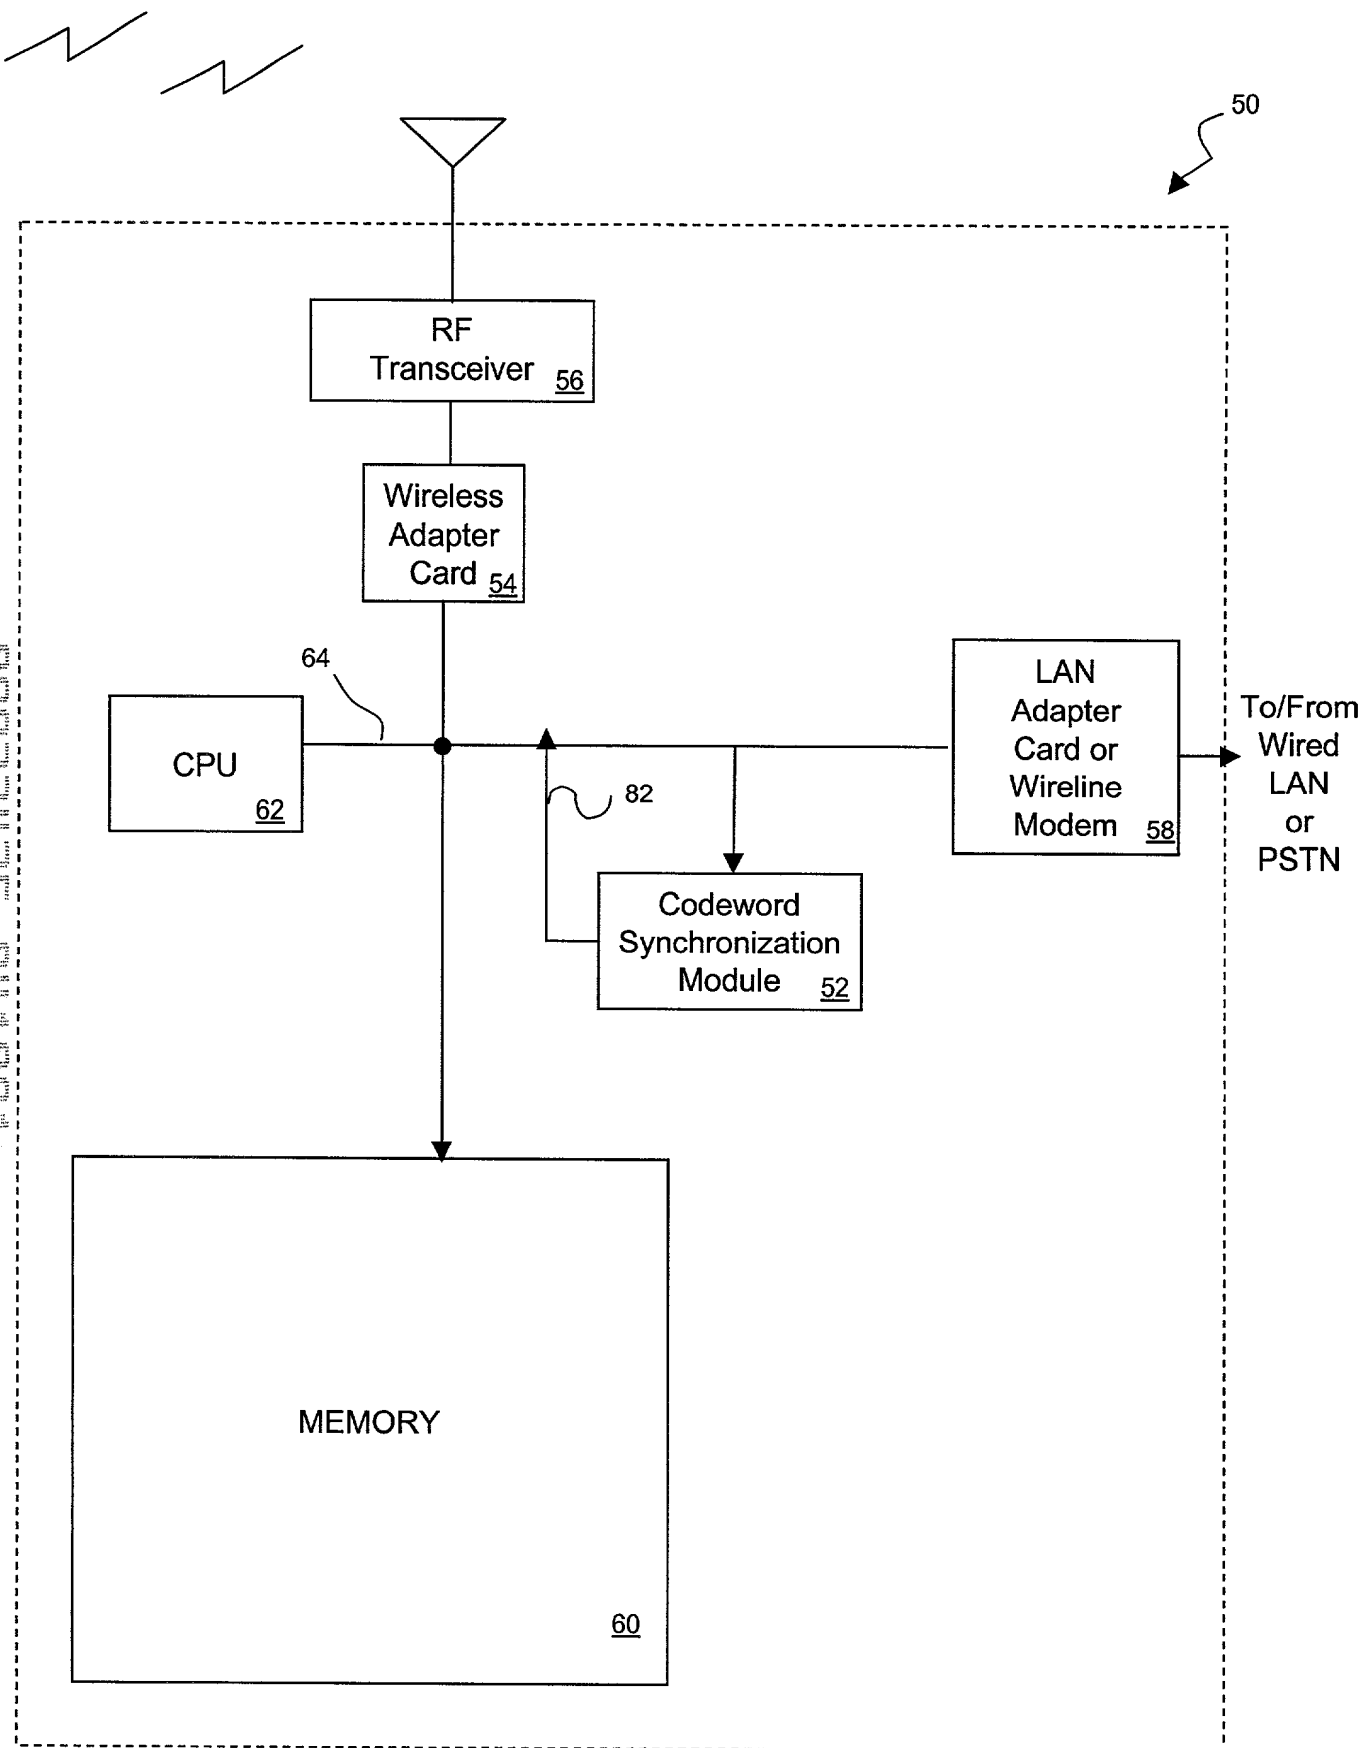 50
RF
Transceiver 56
Wireless
Adapter
Card 54
64
CPU
62
82
LAN
Adapter
Card or
Wireline
Modem 58
To/From
Wired
LAN
or
PSTN
Codeword
Synchronization
Module 52
MEMORY
60